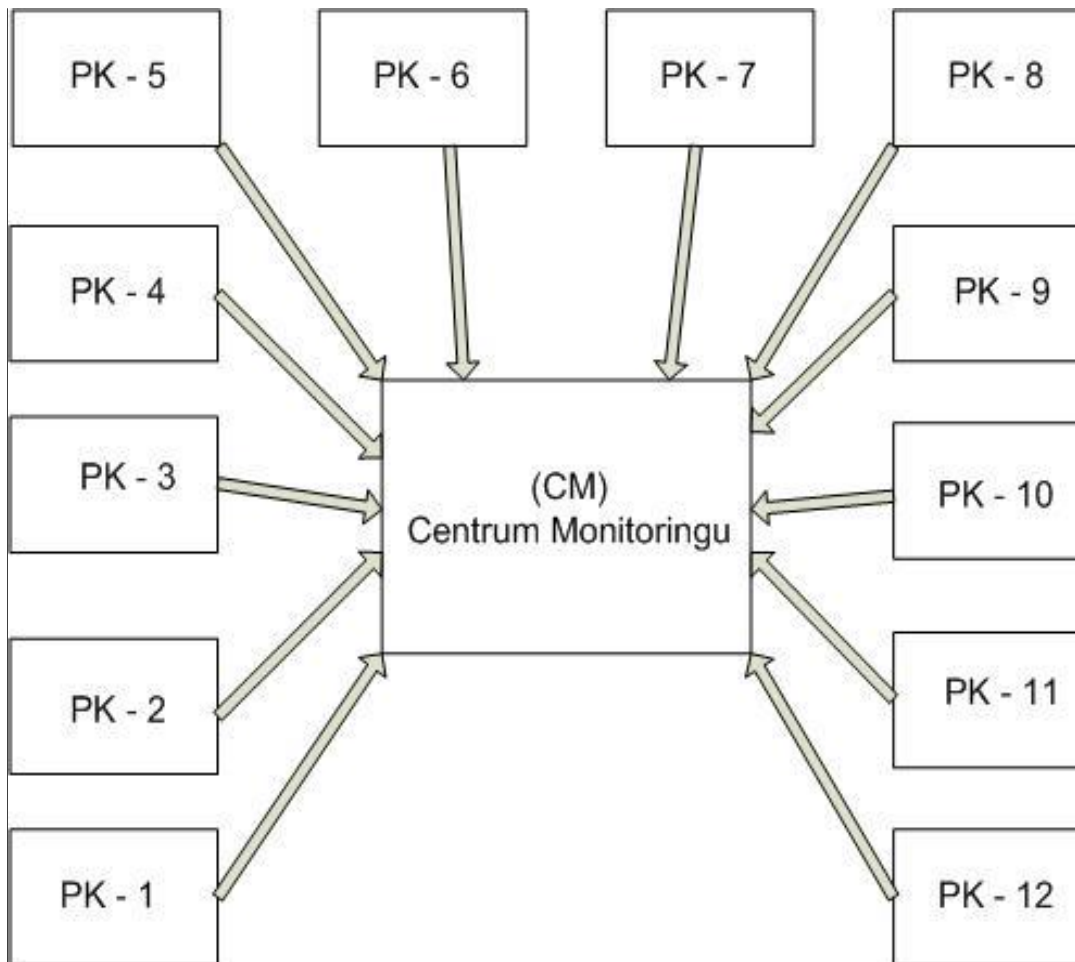 PK - 5
PK - 6
PK - 7
PK - 8
PK - 4
PK - 9
PK - 3
PK - 10
(CM)
Centrum Monitoringu
PK - 2
PK - 11
PK - 1
PK - 12